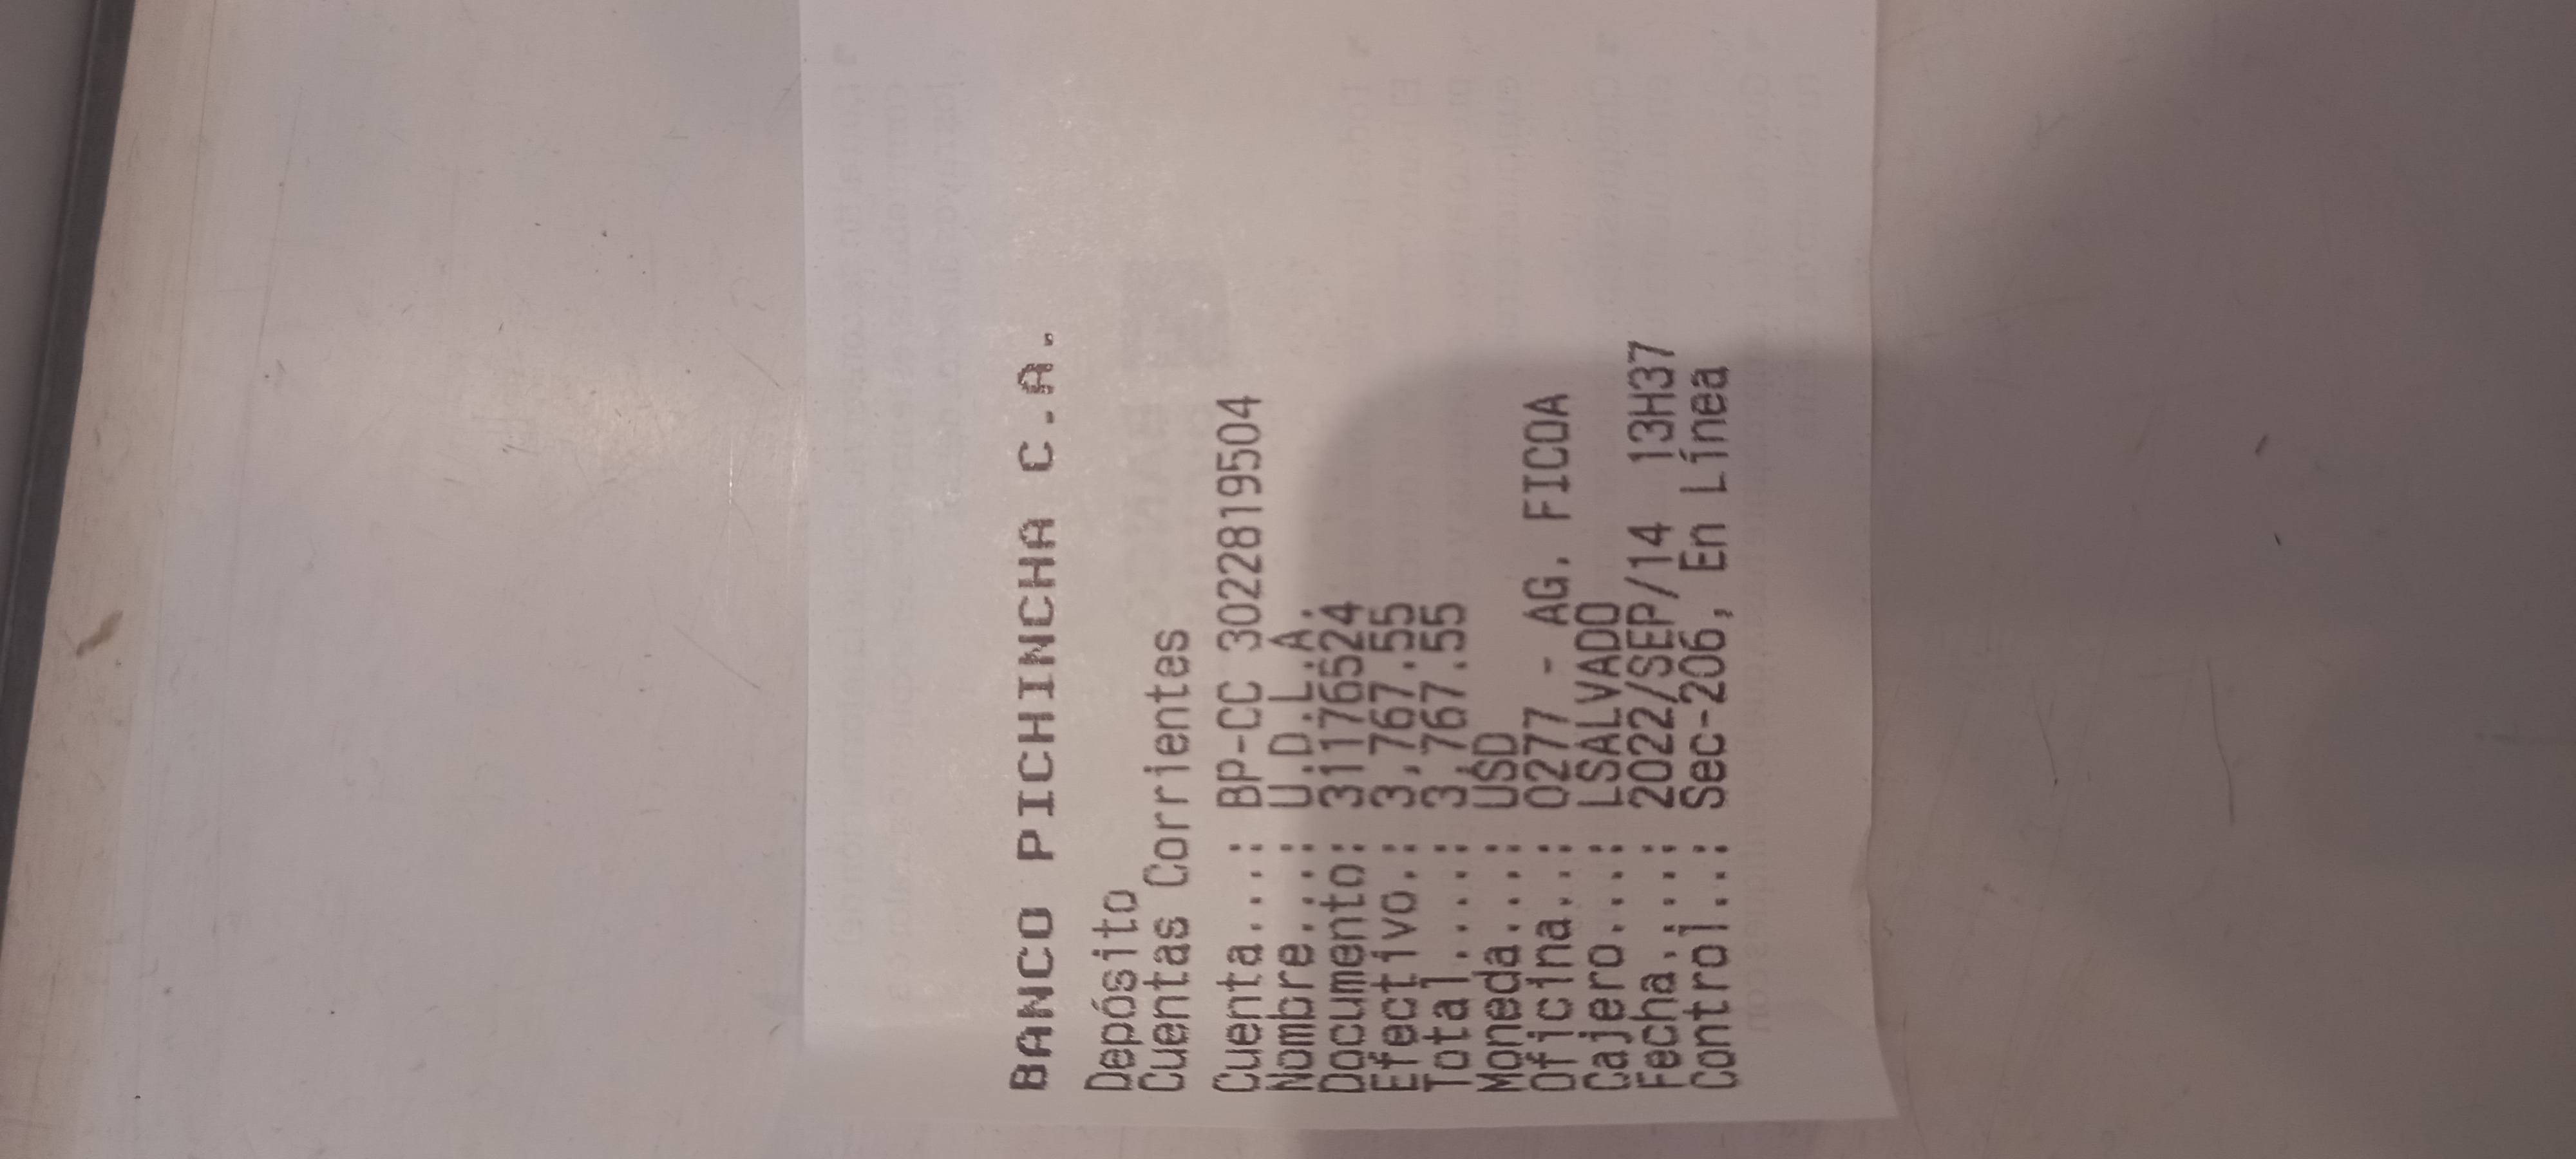 BANCO PICHINCHA C.A.
Depósito
Cuentas Corrientes
Cuenta....: BP-CC 3022819504
Nombre....: U.D.L.A.
Documento: 311176524
Efectivo.: 3,767.55
Total.....: 3,767.55
Moneda....: USD
Oficina...: 0277 - AG. FICOA
Cajero....: LSALVADO
Fecha.....: 2022/SEP/14 13H37
Control...: Sec-206, En Línea